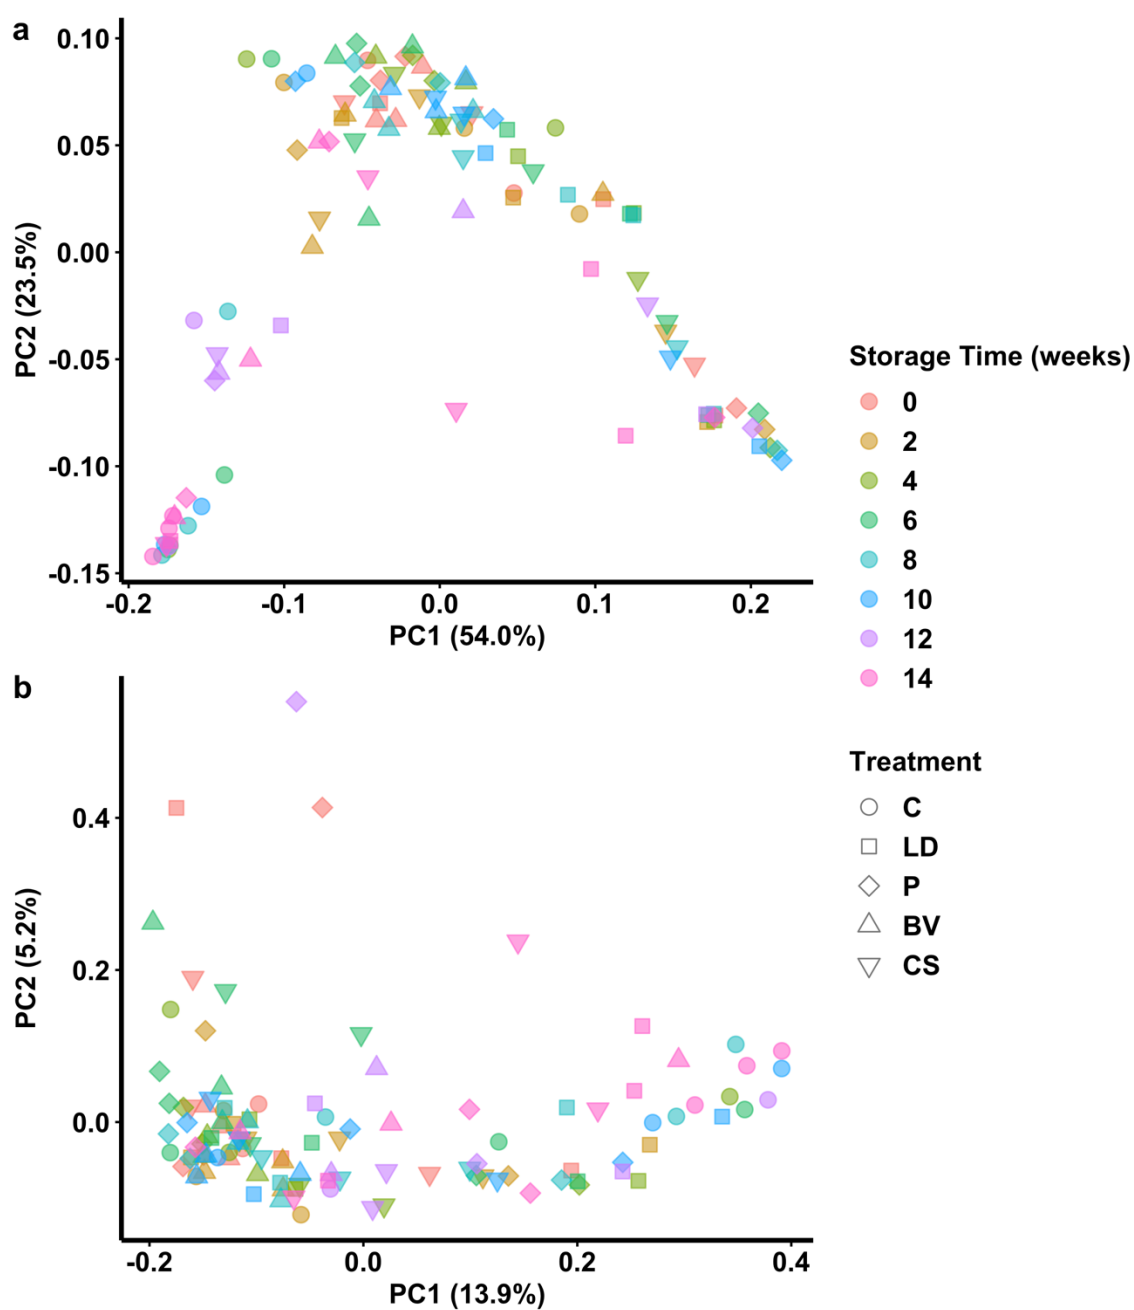 a
0.10
0.05
0.00
-0.05
-0.10
-0.15
PC2 (23.5%)
-0.2 -0.1 0.0 0.1 0.2
PC1 (54.0%)
b
0.4
0.2
0.0
PC2 (5.2%)
-0.2 0.0 0.2 0.4
PC1 (13.9%)
Storage Time (weeks)
0
2
4
6
8
10
12
14
Treatment
C
LD
P
BV
CS